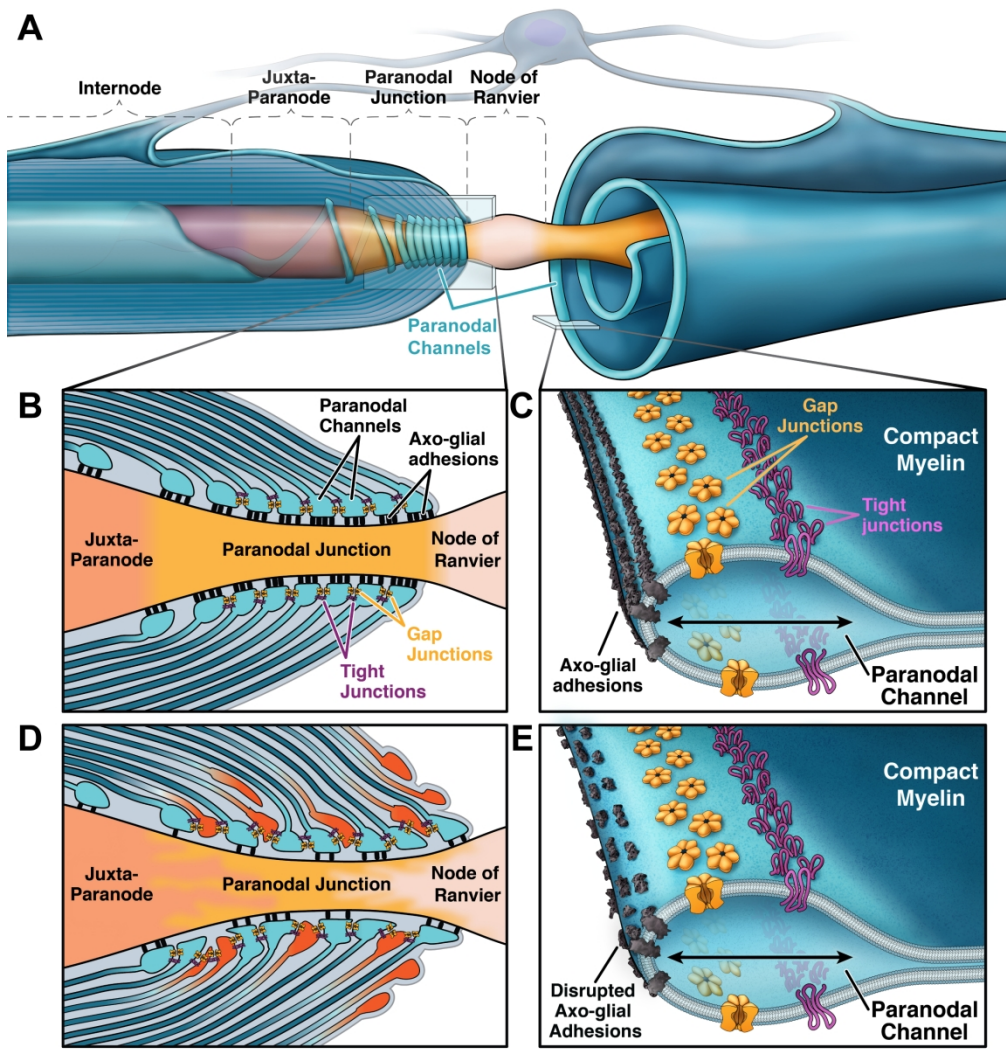 A
Internode
Juxta-
Paranode
Paranodal
Junction
Node of
Ranvier
Paranodal
Channels
B
Paranodal
Channels
Axo-glial
adhesions
Juxta-
Paranode
Paranodal Junction
Node of
Ranvier
Gap
Junctions
Tight
Junctions
C
Gap
Junctions
Compact
Myelin
Tight
junctions
Axo-glial
adhesions
Paranodal
Channel
D
Juxta-
Paranode
Paranodal Junction
Node of
Ranvier
E
Compact
Myelin
Disrupted
Axo-glial
Adhesions
Paranodal
Channel